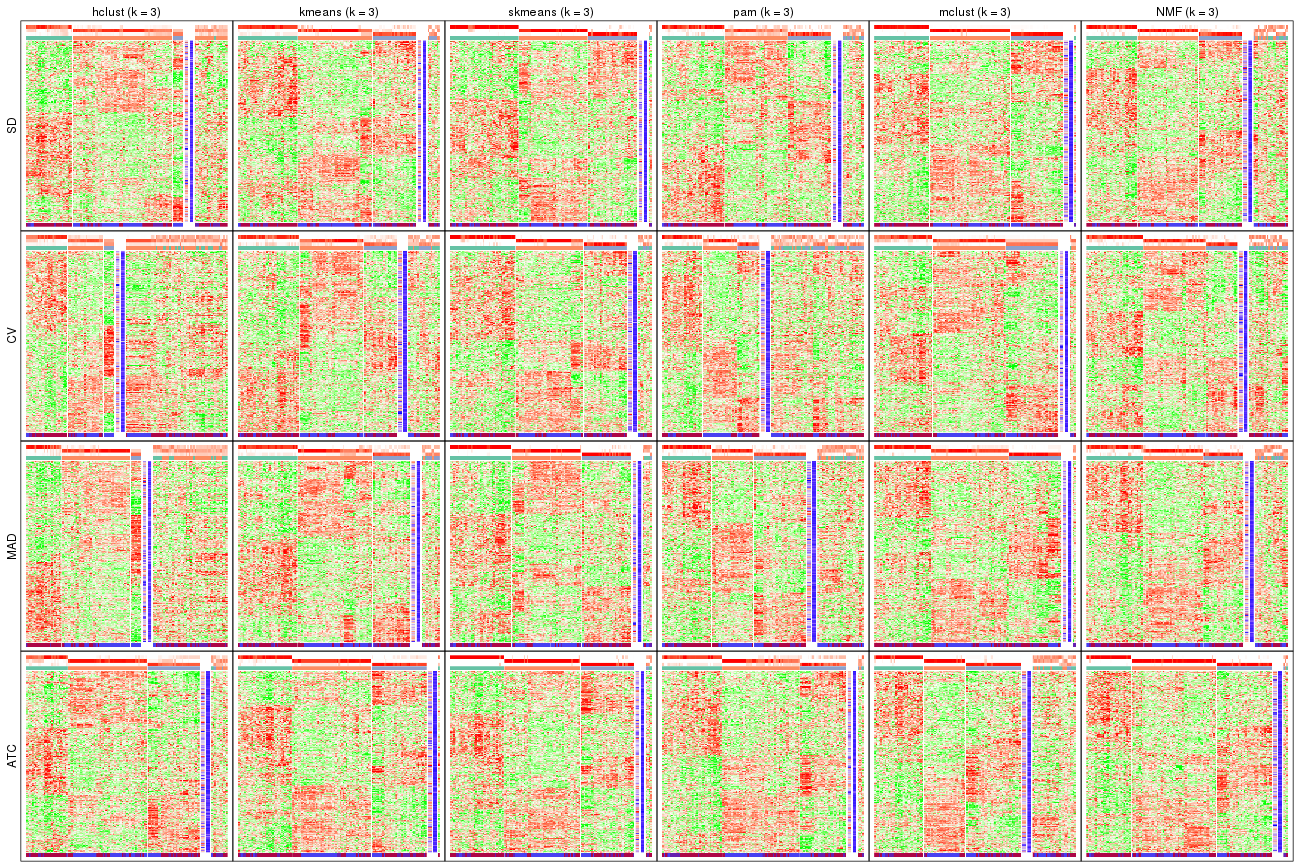 hclust (k = 3)
kmeans (k = 3)
skmeans (k = 3)
pam (k = 3)
mclust (k = 3)
NMF (k = 3)
SD
CV
MAD
ATC